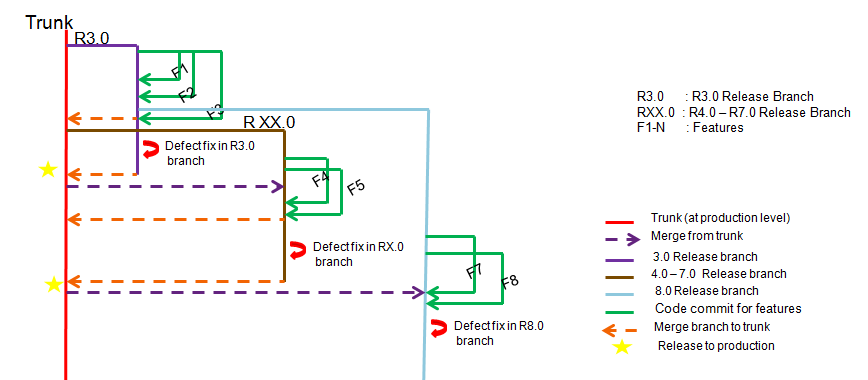 Trunk
R3.0
F1
F2
F3
R XX.0
Defect fix in R3.0
branch
F4
F5
Defect fix in RX.0
branch
F7
F8
Defect fix in R8.0
branch
R3.0 : R3.0 Release Branch
RXX.0 : R4.0 – R7.0 Release Branch
F1-N : Features
Trunk (at production level)
Merge from trunk
3.0 Release branch
4.0 – 7.0 Release branch
8.0 Release branch
Code commit for features
Merge branch to trunk
Release to production